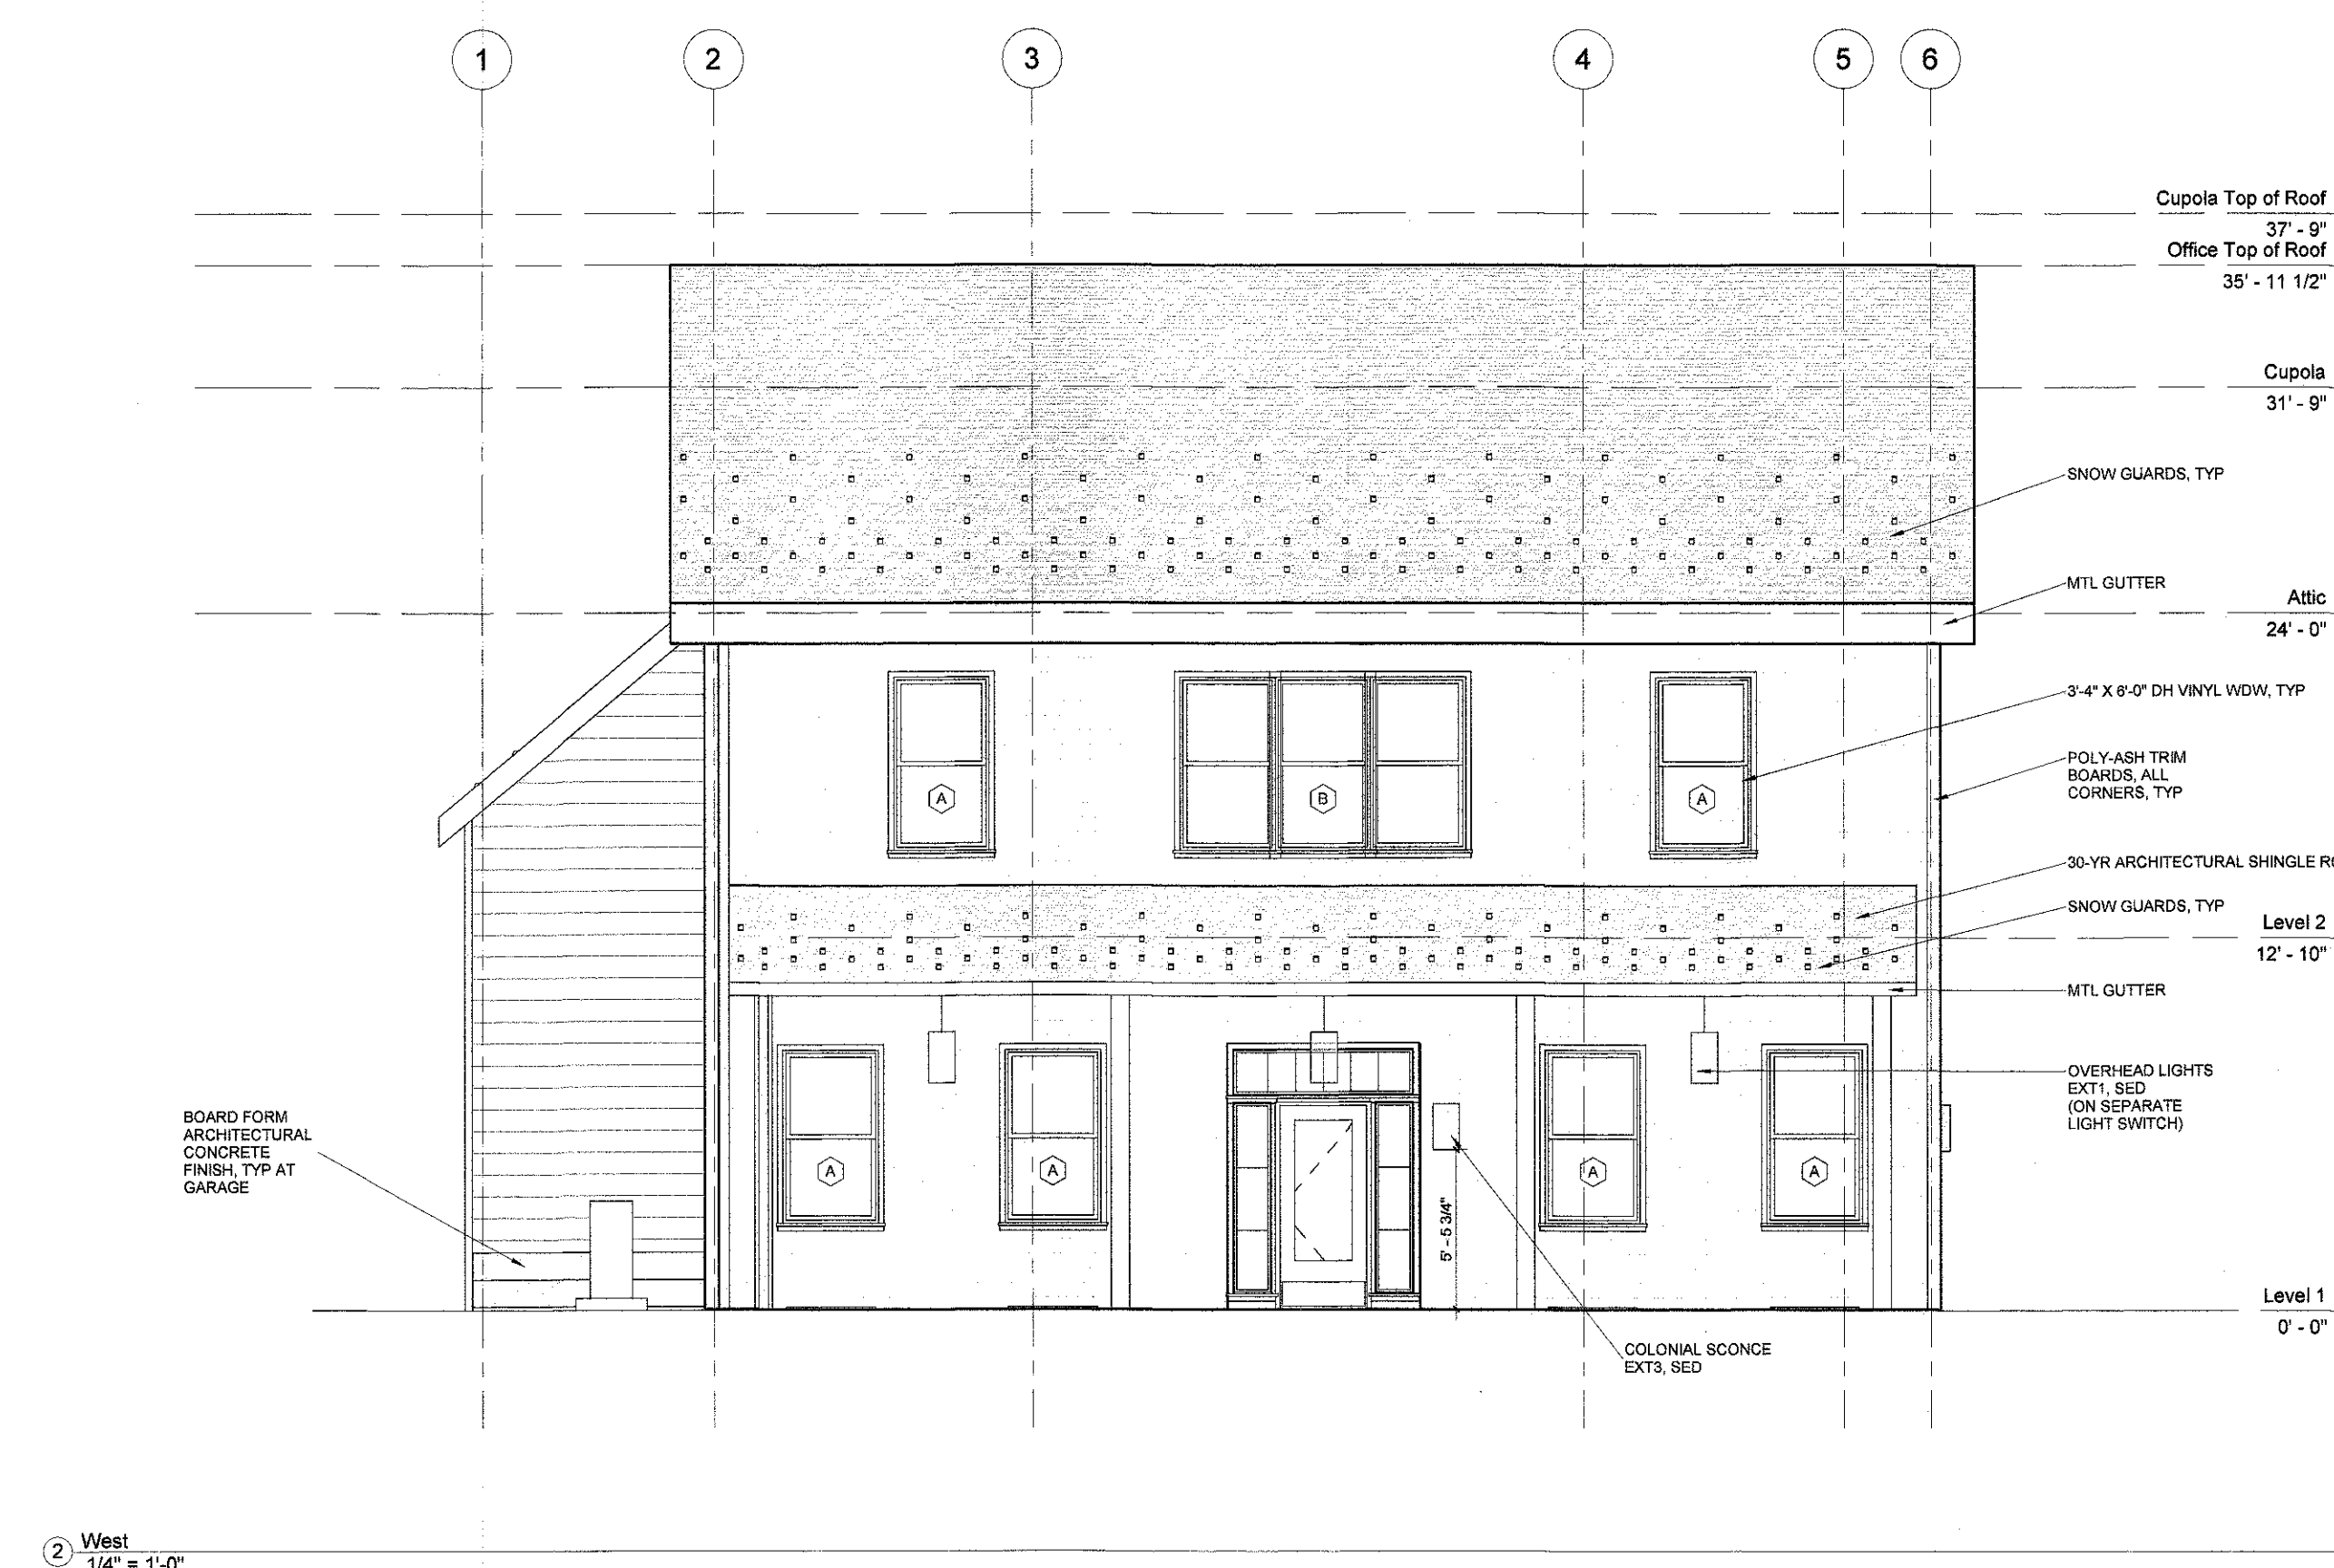 1
2
3
4
5
6
Cupola Top of Roof
37' - 9"
Office Top of Roof
35' - 11 1/2"
Cupola
31' - 9"
SNOW GUARDS, TYP
MTL GUTTER
Attic
24' - 0"
3'-4" X 6'-0" DH VINYL WDW, TYP
POLY-ASH TRIM
BOARDS, ALL
CORNERS, TYP
A
B
A
30-YR ARCHITECTURAL SHINGLE
SNOW GUARDS, TYP
Level 2
12' - 10"
MTL GUTTER
OVERHEAD LIGHTS
EXT1, SED
(ON SEPARATE
LIGHT SWITCH)
BOARD FORM
ARCHITECTURAL
CONCRETE
FINISH, TYP AT
GARAGE
A
A
A
A
5' - 5 3/4"
Level 1
0' - 0"
COLONIAL SCONCE
EXT3, SED
2
West
1/4" = 1'-0"